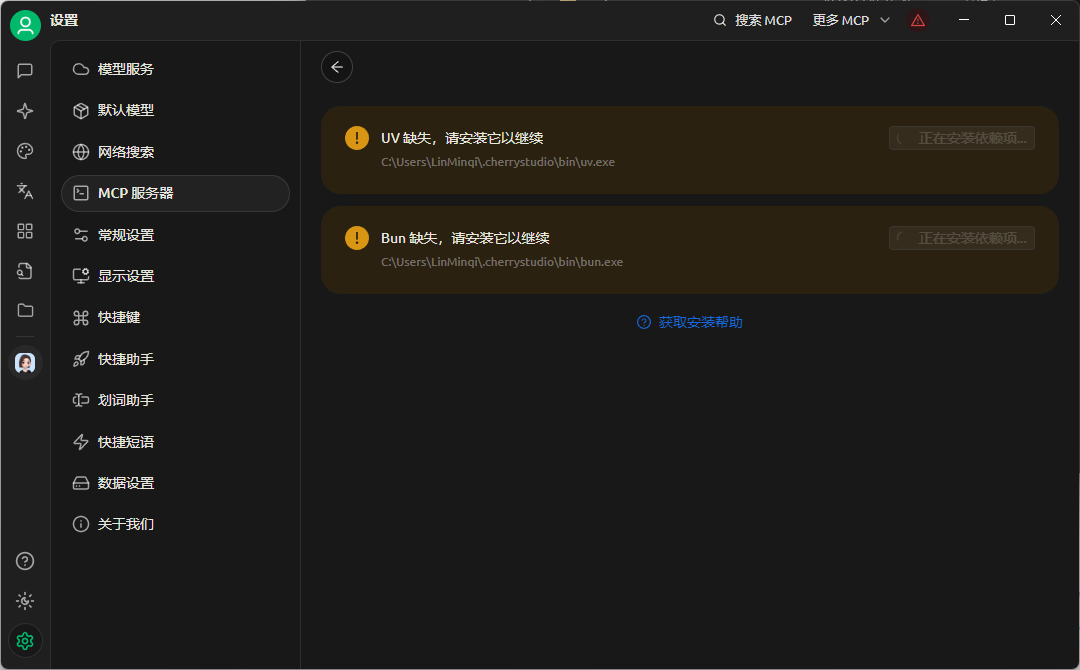 设置
搜索 MCP
更多 MCP
模型服务
默认模型
网络搜索
MCP 服务器
常规设置
显示设置
快捷键
快捷助手
划词助手
快捷短语
数据设置
关于我们
UV 缺失，请安装它以继续
C:\Users\LinMinqi\.cherrystudio\bin\uv.exe
正在安装依赖项...
Bun 缺失，请安装它以继续
C:\Users\LinMinqi\.cherrystudio\bin\bun.exe
正在安装依赖项...
获取安装帮助